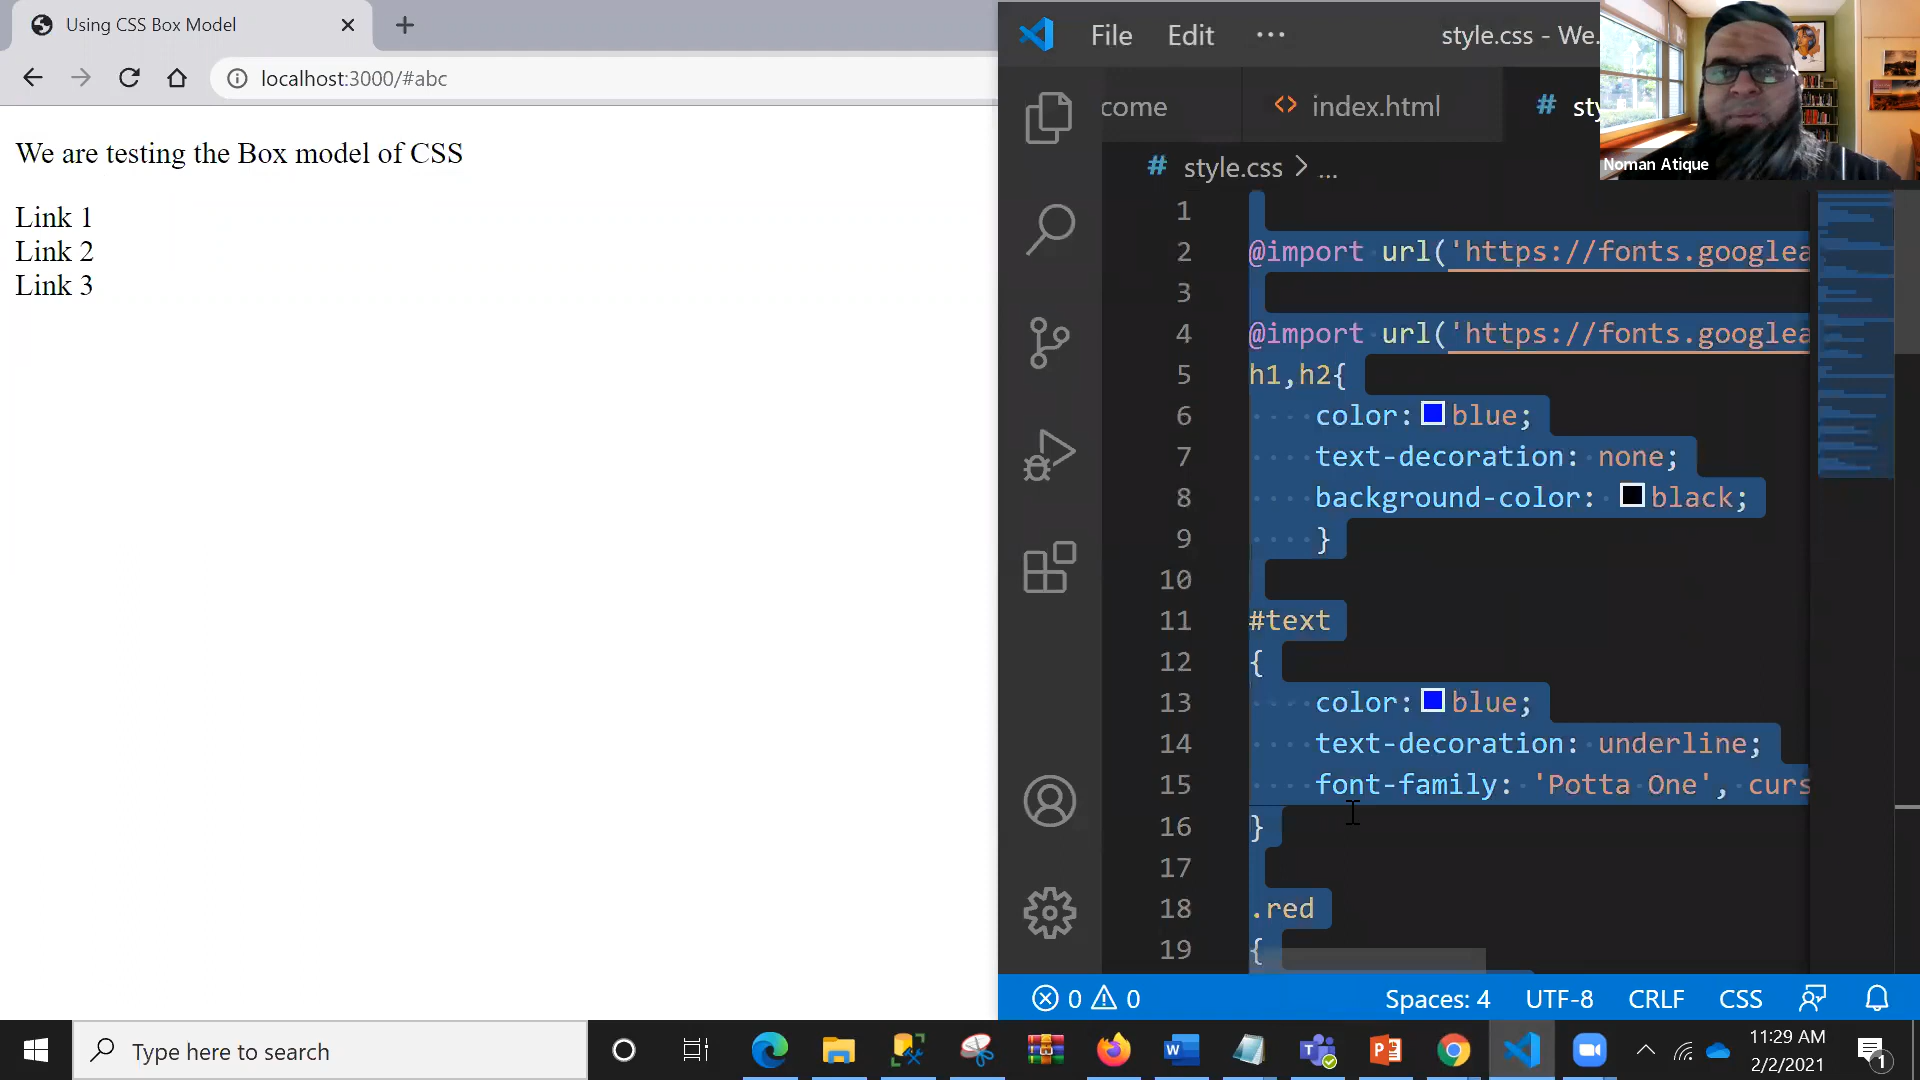 Using CSS Box Model
localhost:3000/#abc
We are testing the Box model of CSS
Link 1
Link 2
Link 3
File Edit ··· style.css - We.
Noman Atique
come index.html # sty
# style.css > ...
1
2 @import url('https://fonts.googlea
3
4 @import url('https://fonts.googlea
5 h1,h2{
6 color: blue;
7 text-decoration: none;
8 background-color: black;
9 }
10
11 #text
12 {
13 color: blue;
14 text-decoration: underline;
15 font-family: 'Potta One', curs
16 }
17
18 .red
19 {
0 0 Spaces: 4 UTF-8 CRLF CSS
Type here to search
11:29 AM
2/2/2021
1